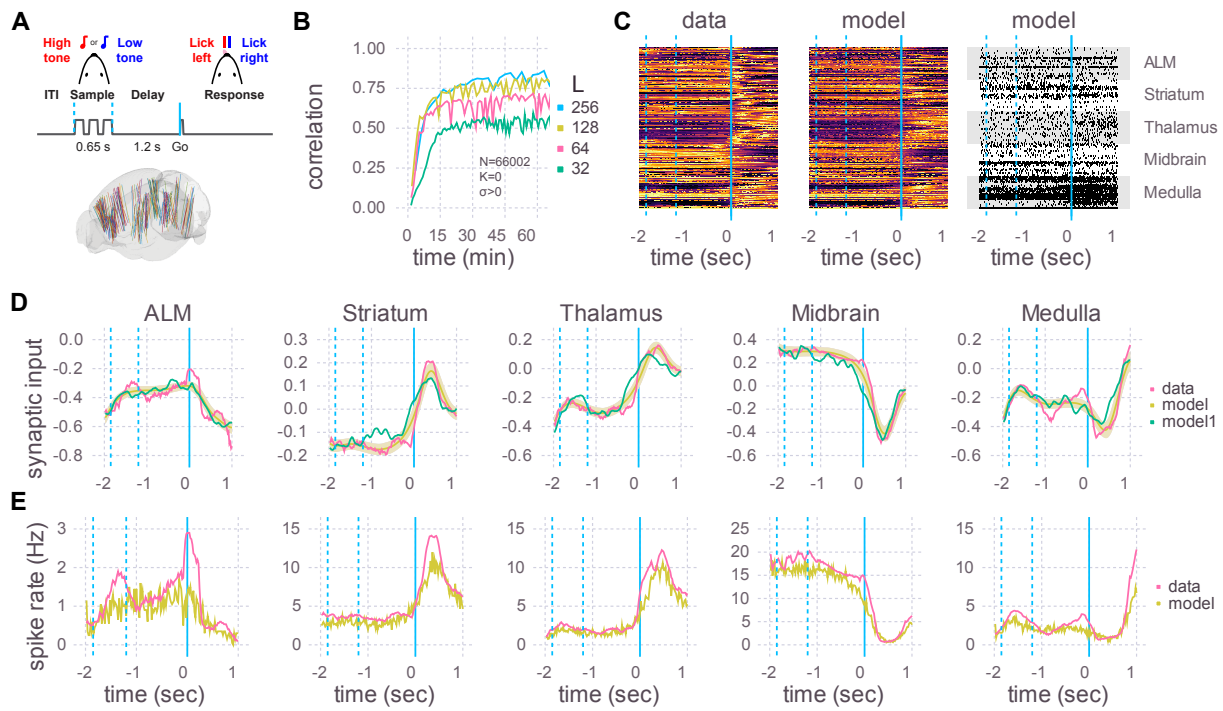 A
High tone
or
Low tone
Lick left
Lick right
ITI Sample Delay Response
0.65 s 1.2 s Go
B
correlation
1.00
0.75
0.50
0.25
0.00
N=66002
K=0
σ>0
0 15 30 45 60
time (min)
L
256
128
64
32
C
data model model
ALM
Striatum
Thalamus
Midbrain
Medulla
-2 -1 0 1 -2 -1 0 1 -2 -1 0 1
time (sec) time (sec) time (sec)
D
synaptic input
ALM
0.0
-0.2
-0.4
-0.6
-0.8
-2 -1 0 1
Striatum
0.3
0.2
0.1
0.0
-0.1
-0.2
-2 -1 0 1
Thalamus
0.2
0.0
-0.2
-0.4
-0.6
-2 -1 0 1
Midbrain
0.4
0.2
0.0
-0.2
-0.4
-0.6
-2 -1 0 1
Medulla
0.2
0.0
-0.2
-0.4
-0.6
-2 -1 0 1
data
model
model1
E
spike rate (Hz)
3
2
1
0
-2 -1 0 1
time (sec)
15
10
5
0
-2 -1 0 1
time (sec)
15
10
5
0
-2 -1 0 1
time (sec)
25
20
15
10
5
0
-2 -1 0 1
time (sec)
15
10
5
0
-2 -1 0 1
time (sec)
data
model